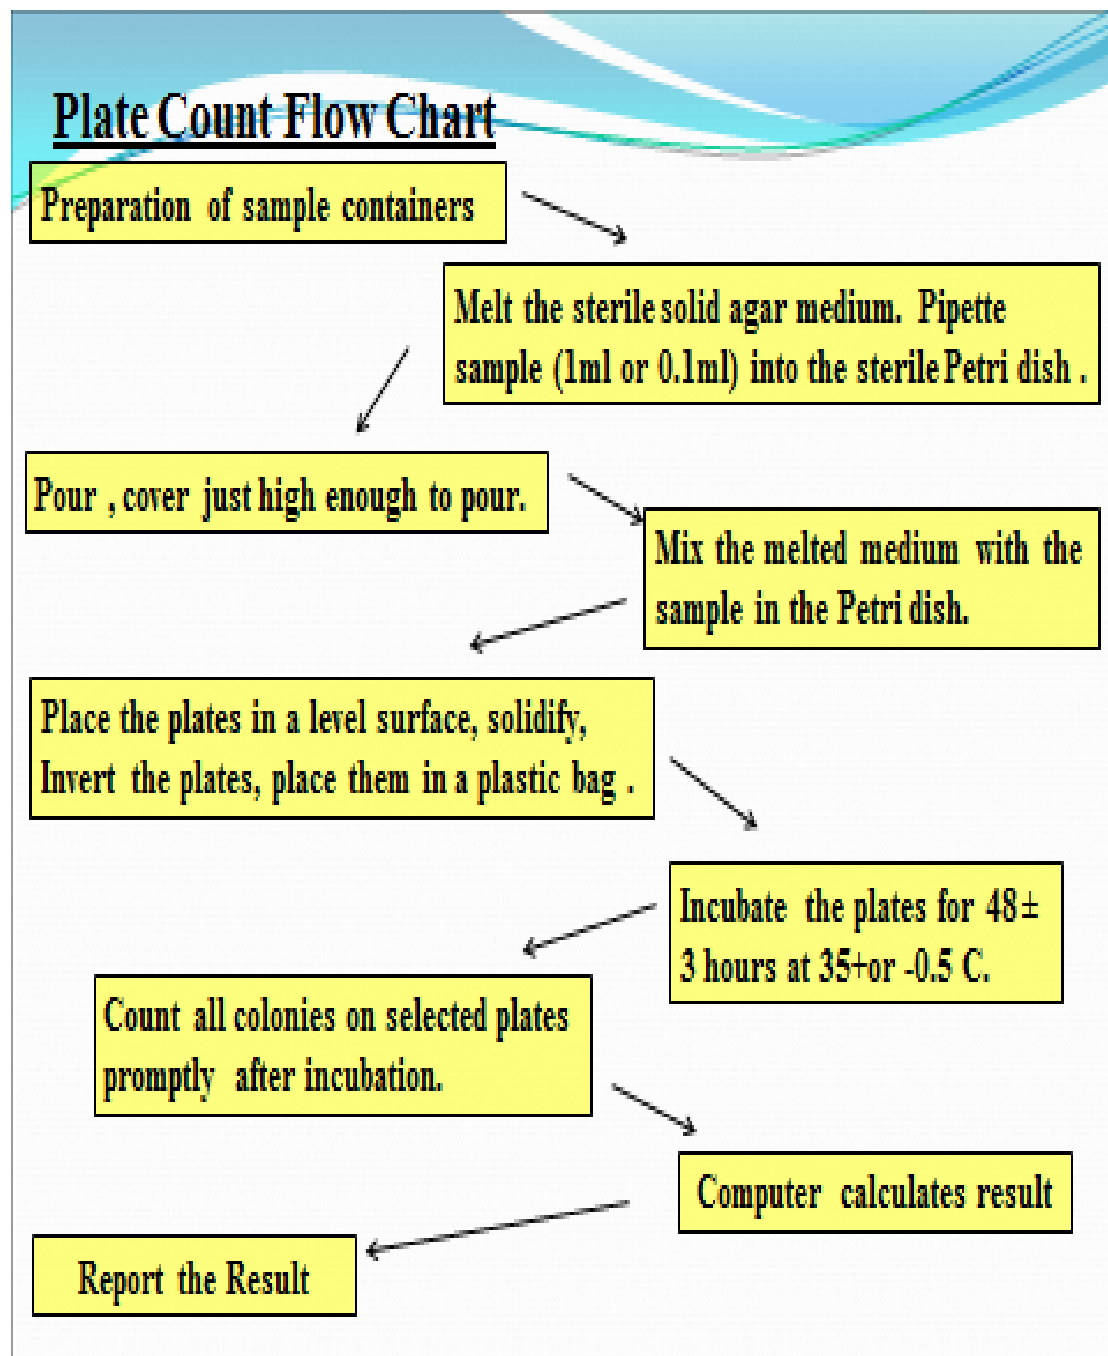 Plate Count Flow Chart
Preparation of sample containers
Melt the sterile solid agar medium. Pipette
sample (1ml or 0.1ml) into the sterile Petri dish .
Pour , cover just high enough to pour.
Mix the melted medium with the
sample in the Petri dish.
Place the plates in a level surface, solidify,
Invert the plates, place them in a plastic bag .
Incubate the plates for 48 ±
3 hours at 35+or -0.5 C.
Count all colonies on selected plates
promptly after incubation.
Computer calculates result
Report the Result